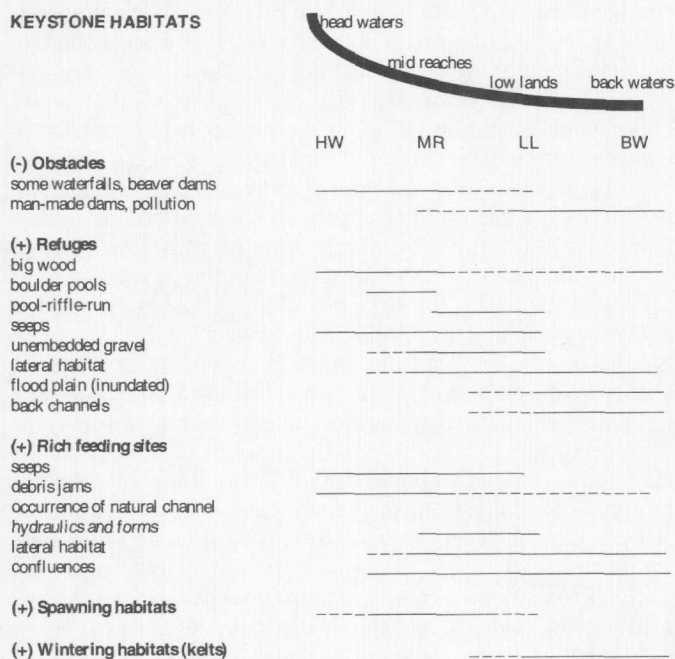 KEYSTONE HABITATS
head waters
mid reaches
low lands
back waters
HW MR LL BW
(-) Obstacles
some waterfalls, beaver dams
man-made dams, pollution
(+) Refuges
big wood
boulder pools
pool-riffle-run
seeps
unembedded gravel
lateral habitat
flood plain (inundated)
back channels
(+) Rich feeding sites
seeps
debris jams
occurrence of natural channel
hydraulics and forms
lateral habitat
confluences
(+) Spawning habitats
(+) Wintering habitats (kelts)